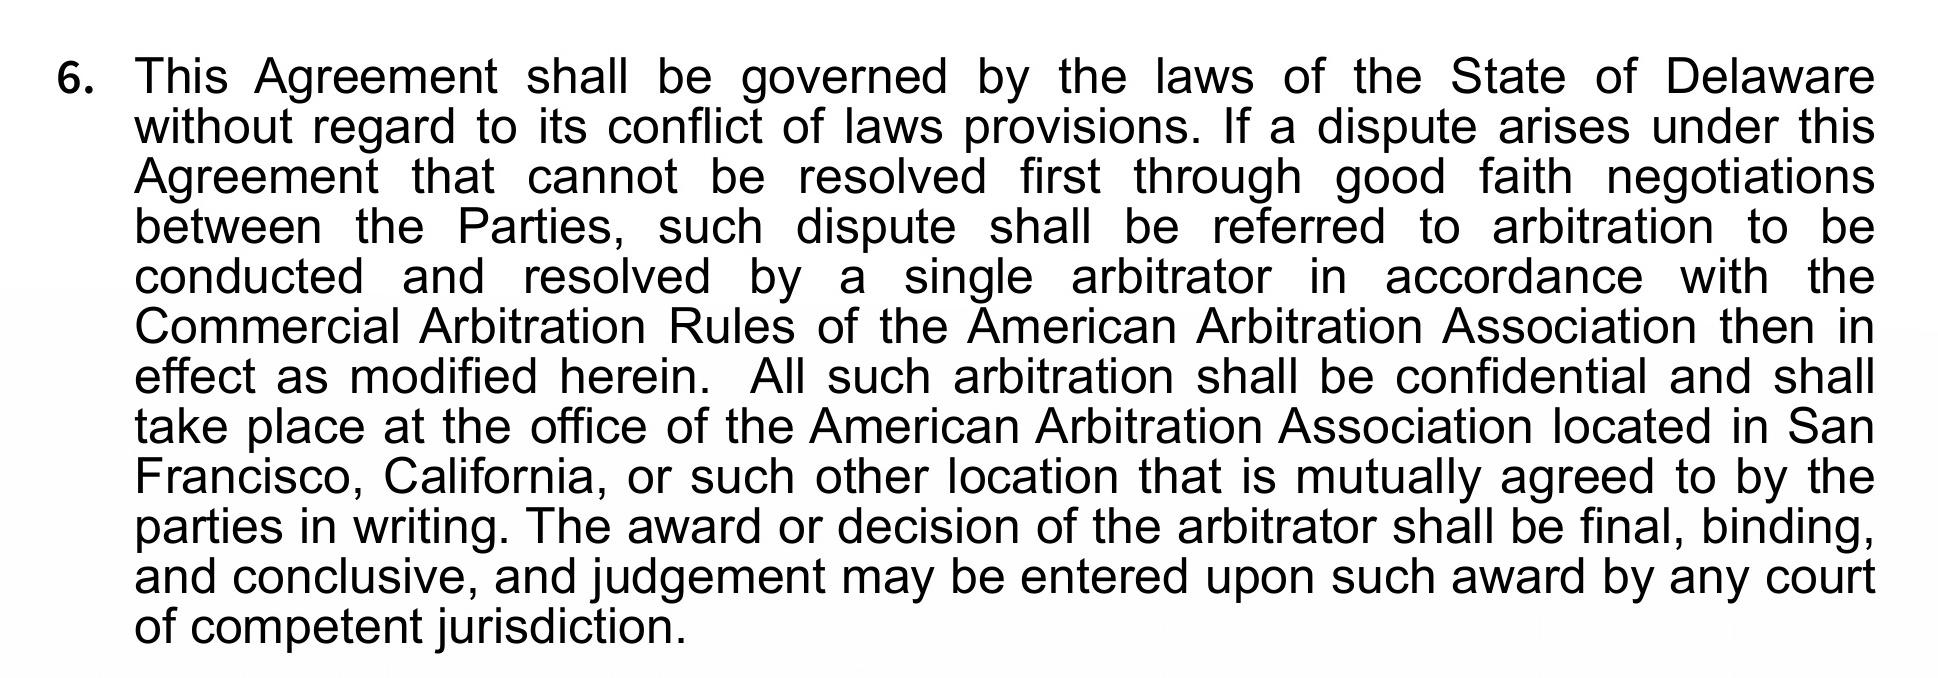 6. This Agreement shall be governed by the laws of the State of Delaware
without regard to its conflict of laws provisions. If a dispute arises under this
Agreement that cannot be resolved first through good faith negotiations
between the Parties, such dispute shall be referred to arbitration to be
conducted and resolved by a single arbitrator in accordance with the
Commercial Arbitration Rules of the American Arbitration Association then in
effect as modified herein.  All such arbitration shall be confidential and shall
take place at the office of the American Arbitration Association located in San
Francisco, California, or such other location that is mutually agreed to by the
parties in writing. The award or decision of the arbitrator shall be final, binding,
and conclusive, and judgement may be entered upon such award by any court
of competent jurisdiction.